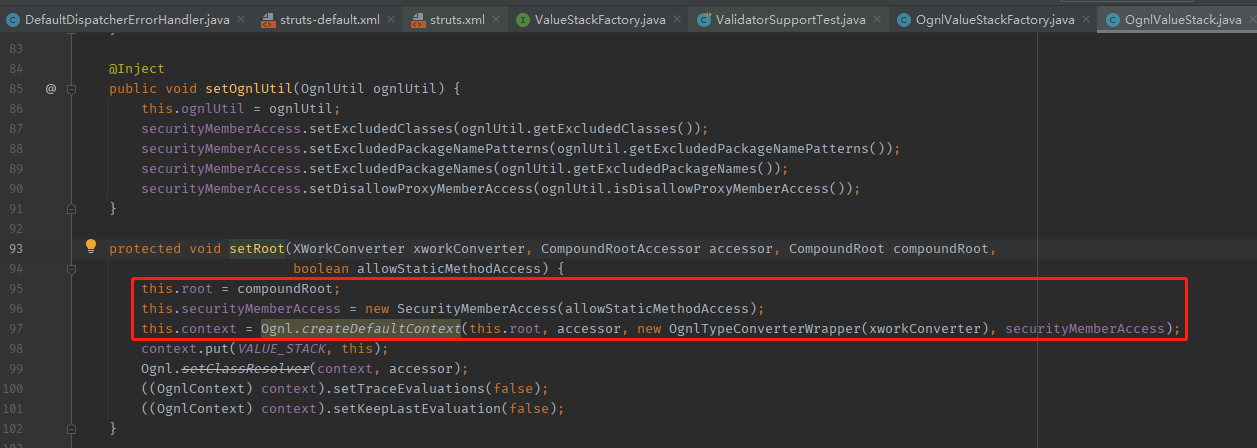 DefaultDispatcherErrorHandler.java struts-default.xml struts.xml ValueStackFactory.java ValidatorSupportTest.java OgnlValueStackFactory.java OgnlValueStack.java
83 }
84 @Inject
85 @ public void setOgnlUtil(OgnlUtil ognlUtil) {
86 this.ognlUtil = ognlUtil;
87 securityMemberAccess.setExcludedClasses(ognlUtil.getExcludedClasses());
88 securityMemberAccess.setExcludedPackageNamePatterns(ognlUtil.getExcludedPackageNamePatterns());
89 securityMemberAccess.setExcludedPackageNames(ognlUtil.getExcludedPackageNames());
90 securityMemberAccess.setDisallowProxyMemberAccess(ognlUtil.isDisallowProxyMemberAccess());
91 }
92
93 protected void setRoot(XWorkConverter xworkConverter, CompoundRootAccessor accessor, CompoundRoot compoundRoot,
94 boolean allowStaticMethodAccess) {
95 this.root = compoundRoot;
96 this.securityMemberAccess = new SecurityMemberAccess(allowStaticMethodAccess);
97 this.context = Ognl.createDefaultContext(this.root, accessor, new OgnlTypeConverterWrapper(xworkConverter), securityMemberAccess);
98 context.put(VALUE_STACK, this);
99 Ognl.setClassResolver(context, accessor);
100 ((OgnlContext) context).setTraceEvaluations(false);
101 ((OgnlContext) context).setKeepLastEvaluation(false);
102 }